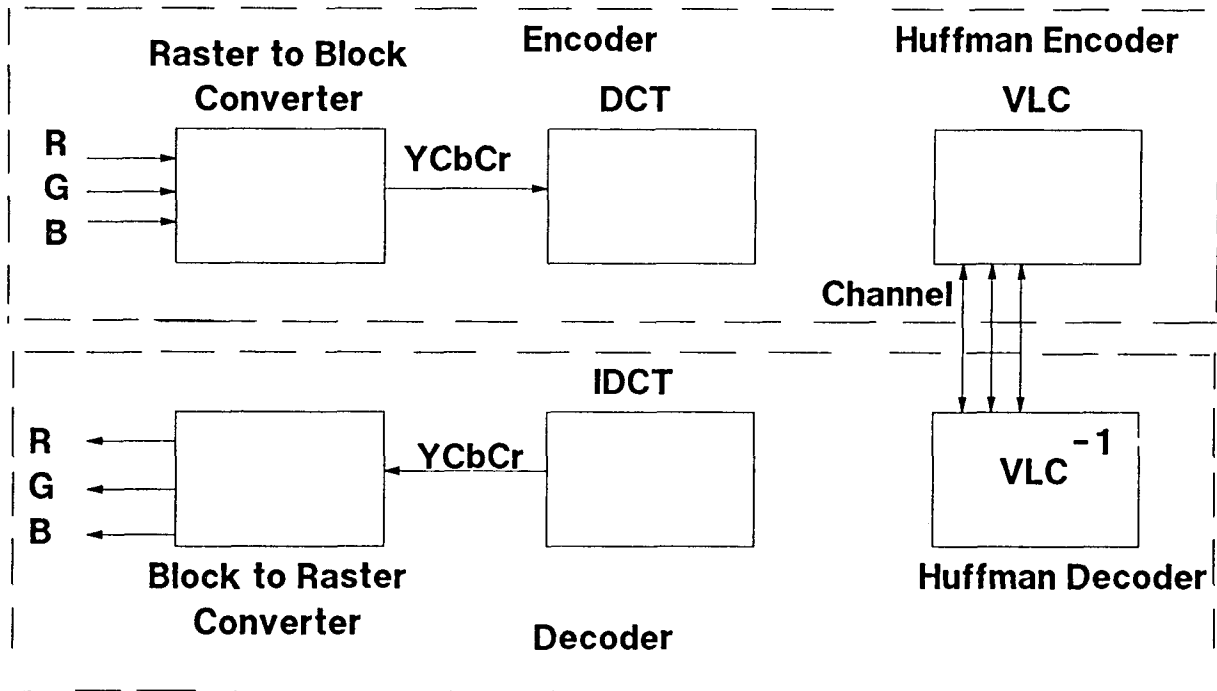 Encoder
Huffman Encoder
Raster to Block
Converter
DCT
VLC
R
G
B
YCbCr
Channel
IDCT
R
G
B
YCbCr
VLC⁻¹
Block to Raster
Converter
Huffman Decoder
Decoder